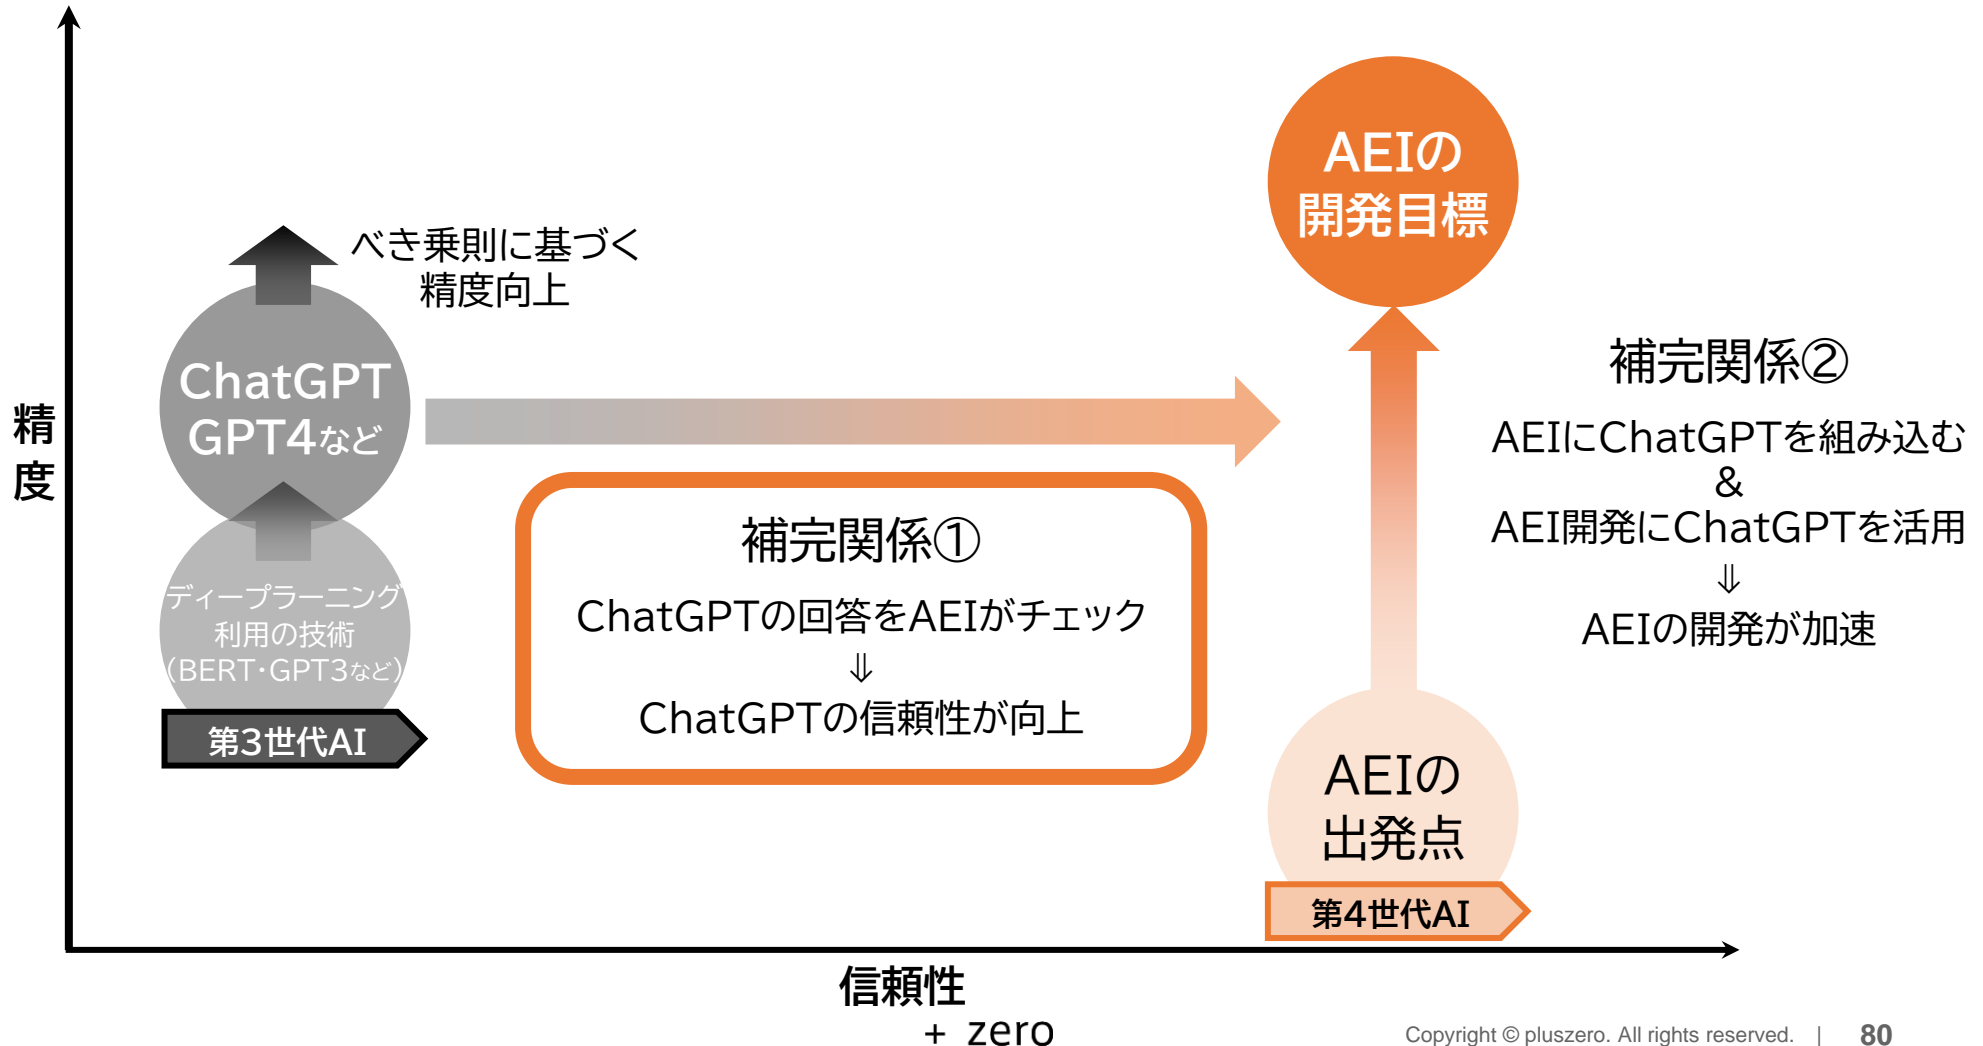 精度
べき乗則に基づく
精度向上
ChatGPT
GPT4など
ディープラーニング
利用の技術
(BERT・GPT3など)
第3世代AI
補完関係①
ChatGPTの回答をAEIがチェック
⇓
ChatGPTの信頼性が向上
AEIの
開発目標
補完関係②
AEIにChatGPTを組み込む
&
AEI開発にChatGPTを活用
⇓
AEIの開発が加速
AEIの
出発点
第4世代AI
信頼性
+ zero
Copyright © pluszero. All rights reserved. | 80